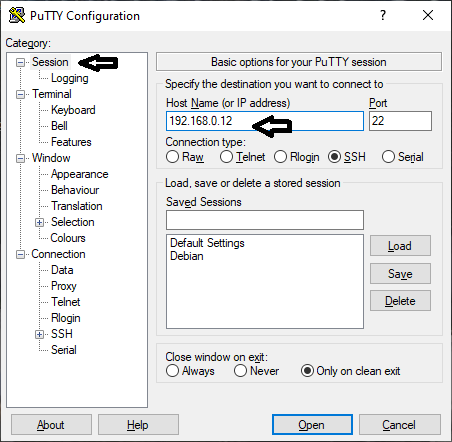 PuTTY Configuration
Category:
Session
Logging
Terminal
Keyboard
Bell
Features
Window
Appearance
Behaviour
Translation
Selection
Colours
Connection
Data
Proxy
Telnet
Rlogin
SSH
Serial
Basic options for your PuTTY session
Specify the destination you want to connect to
Host Name (or IP address) Port
192.168.0.12 22
Connection type:
Raw Telnet Rlogin SSH Serial
Load, save or delete a stored session
Saved Sessions
Default Settings
Debian
Load
Save
Delete
Close window on exit:
Always Never Only on clean exit
About Help Open Cancel